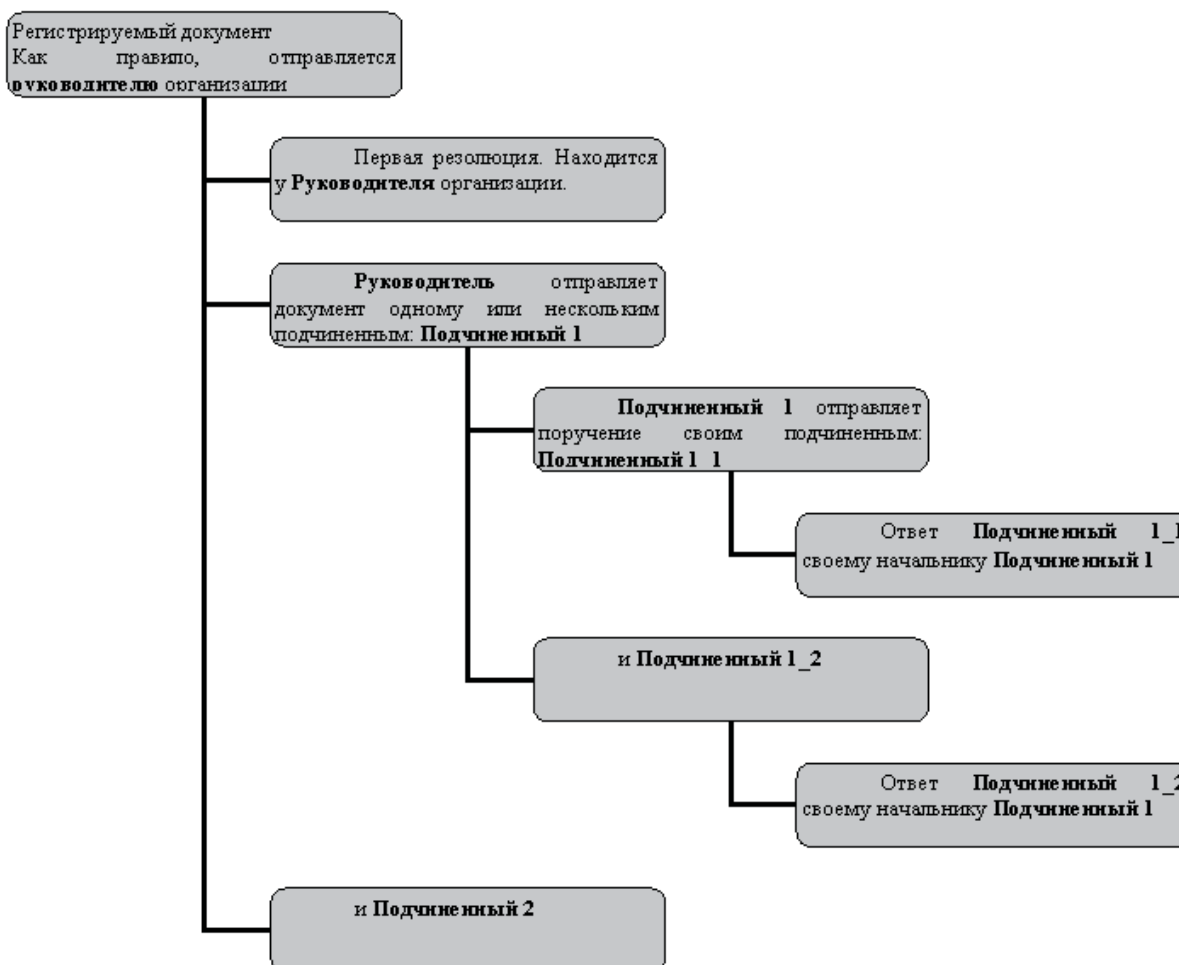 Регистрируемый документ
Как правило, отправляется
руководителю организации
Первая резолюция. Находится
у Руководителя организации.
Руководитель отправляет
документ одному или нескольким
подчиненным: Подчиненный 1
Подчиненный 1 отправляет
поручение своим подчиненным:
Подчиненный 1_1
Ответ Подчиненный 1_1
своему начальнику Подчиненный 1
и Подчиненный 1_2
Ответ Подчиненный 1_2
своему начальнику Подчиненный 1
и Подчиненный 2